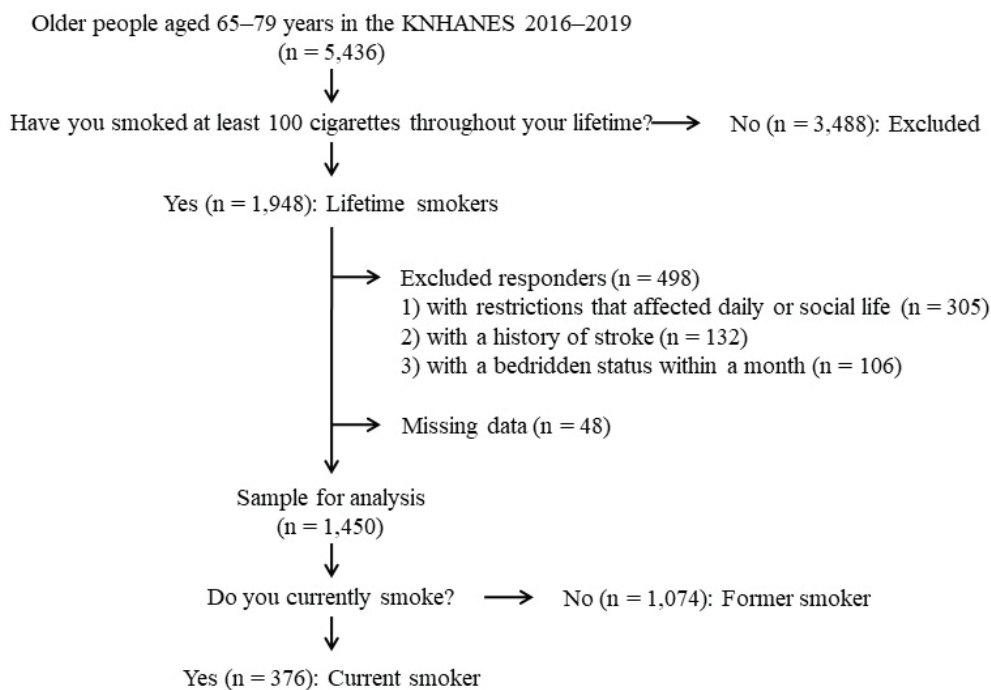 Older people aged 65–79 years in the KNHANES 2016–2019
(n = 5,436)
Have you smoked at least 100 cigarettes throughout your lifetime?
No (n = 3,488): Excluded
Yes (n = 1,948): Lifetime smokers
Excluded responders (n = 498)
1) with restrictions that affected daily or social life (n = 305)
2) with a history of stroke (n = 132)
3) with a bedridden status within a month (n = 106)
Missing data (n = 48)
Sample for analysis
(n = 1,450)
Do you currently smoke?
No (n = 1,074): Former smoker
Yes (n = 376): Current smoker